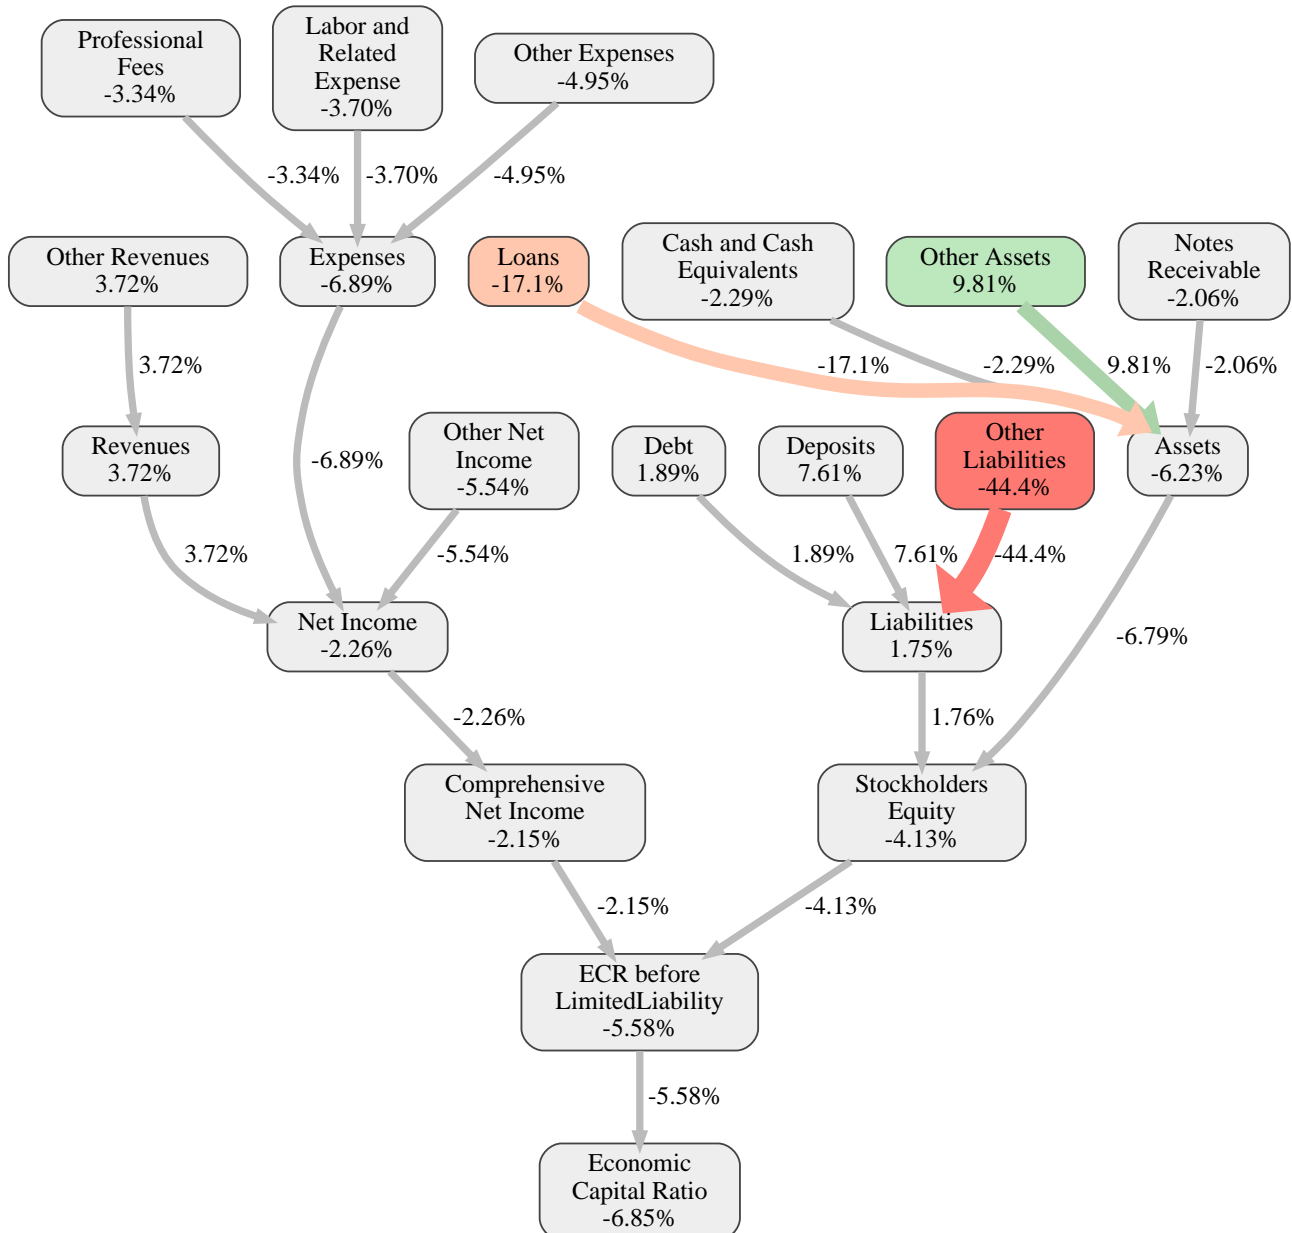 Professional
Fees
-3.34%
Labor and
Related
Expense
-3.70%
Other Expenses
-4.95%
-3.34%
-3.70%
-4.95%
Other Revenues
3.72%
Expenses
-6.89%
Loans
-17.1%
Cash and Cash
Equivalents
-2.29%
Other Assets
9.81%
Notes
Receivable
-2.06%
3.72%
-17.1%
-2.29%
9.81%
-2.06%
Revenues
3.72%
-6.89%
Other Net
Income
-5.54%
Debt
1.89%
Deposits
7.61%
Other
Liabilities
-44.4%
Assets
-6.23%
3.72%
-5.54%
1.89%
7.61%
-44.4%
Net Income
-2.26%
Liabilities
1.75%
-6.79%
-2.26%
1.76%
Comprehensive
Net Income
-2.15%
Stockholders
Equity
-4.13%
-2.15%
-4.13%
ECR before
LimitedLiability
-5.58%
-5.58%
Economic
Capital Ratio
-6.85%